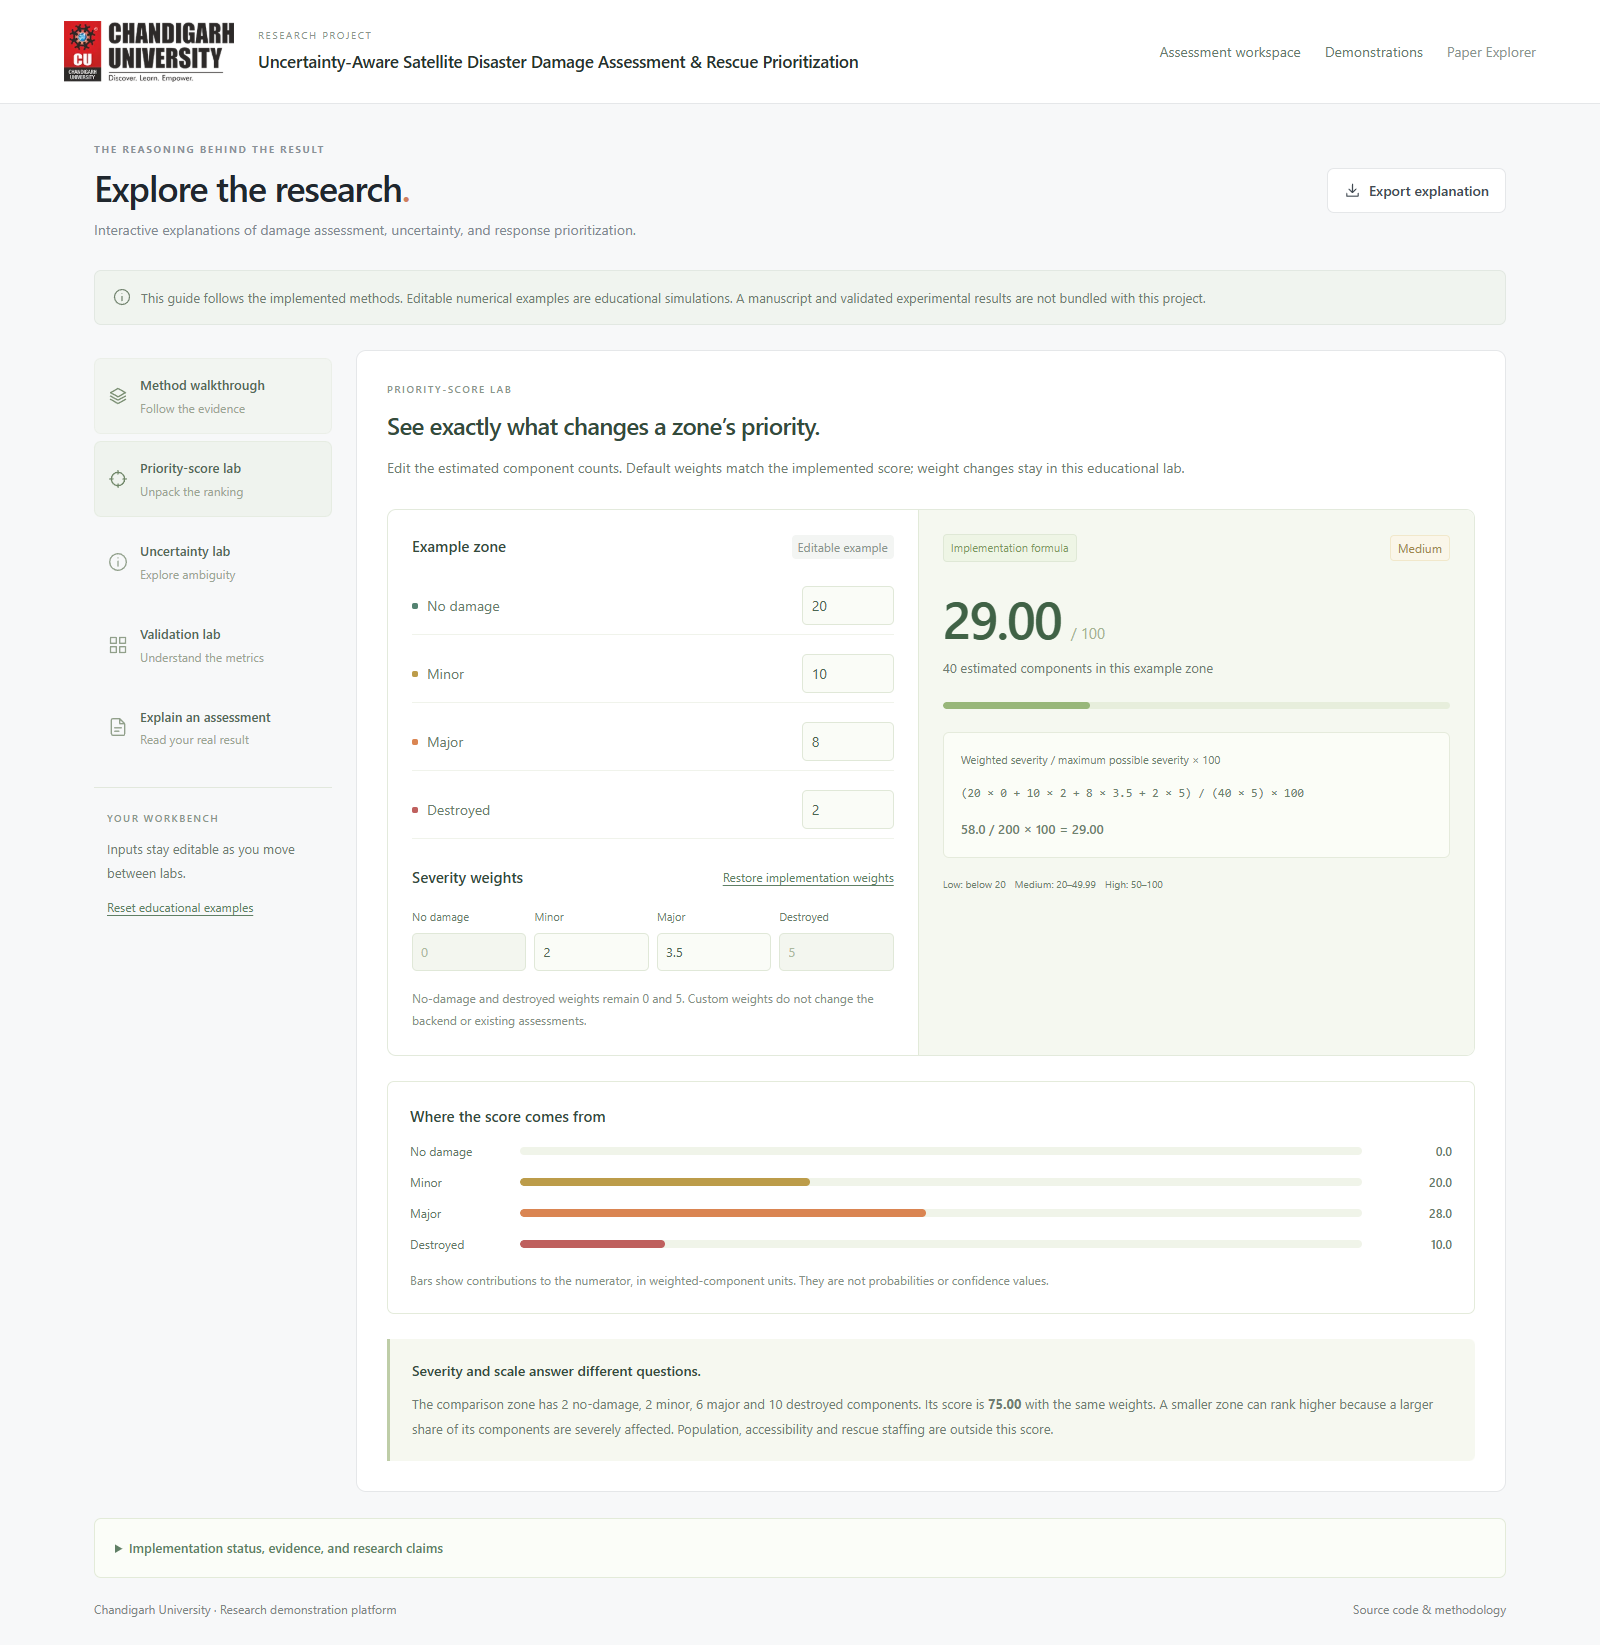 CHANDIGARH
UNIVERSITY
Discover. Learn. Empower.
CU
CHANDIGARH
UNIVERSITY
RESEARCH PROJECT
Uncertainty-Aware Satellite Disaster Damage Assessment & Rescue Prioritization
Assessment workspace
Demonstrations
Paper Explorer
THE REASONING BEHIND THE RESULT
Explore the research.
Interactive explanations of damage assessment, uncertainty, and response prioritization.
Export explanation
This guide follows the implemented methods. Editable numerical examples are educational simulations. A manuscript and validated experimental results are not bundled with this project.
Method walkthrough
Follow the evidence
Priority-score lab
Unpack the ranking
Uncertainty lab
Explore ambiguity
Validation lab
Understand the metrics
Explain an assessment
Read your real result
YOUR WORKBENCH
Inputs stay editable as you move
between labs.
Reset educational examples
PRIORITY-SCORE LAB
See exactly what changes a zone’s priority.
Edit the estimated component counts. Default weights match the implemented score; weight changes stay in this educational lab.
Example zone
Editable example
No damage
20
Minor
10
Major
8
Destroyed
2
Severity weights
Restore implementation weights
No damage
Minor
Major
Destroyed
0
2
3.5
5
No-damage and destroyed weights remain 0 and 5. Custom weights do not change the
backend or existing assessments.
Implementation formula
Medium
29.00 / 100
40 estimated components in this example zone
Weighted severity / maximum possible severity × 100
(20 × 0 + 10 × 2 + 8 × 3.5 + 2 × 5) / (40 × 5) × 100
58.0 / 200 × 100 = 29.00
Low: below 20 Medium: 20–49.99 High: 50–100
Where the score comes from
No damage 0.0
Minor 20.0
Major 28.0
Destroyed 10.0
Bars show contributions to the numerator, in weighted-component units. They are not probabilities or confidence values.
Severity and scale answer different questions.
The comparison zone has 2 no-damage, 2 minor, 6 major and 10 destroyed components. Its score is 75.00 with the same weights. A smaller zone can rank higher because a larger
share of its components are severely affected. Population, accessibility and rescue staffing are outside this score.
▶ Implementation status, evidence, and research claims
Chandigarh University · Research demonstration platform
Source code & methodology